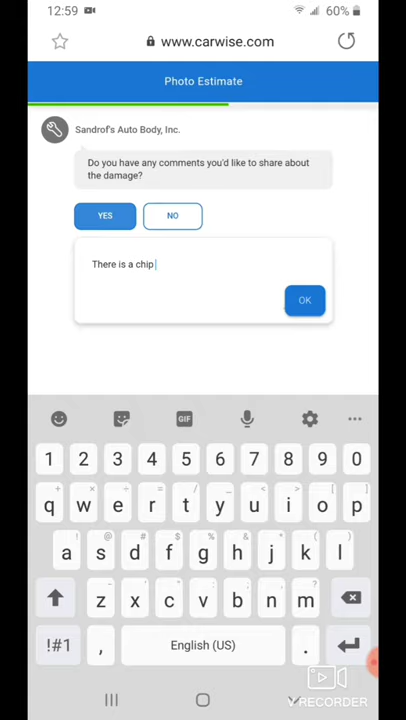 12:59
60%
www.carwise.com
Photo Estimate
Sandrof's Auto Body, Inc.
Do you have any comments you'd like to share about
the damage?
YES
NO
There is a chip
OK
GIF
1 2 3 4 5 6 7 8 9 0
+ × ÷ = / _ < > [ ]
q w e r t y u i o p
! @ # $ % ^ & * ( )
a s d f g h j k l
- ' " : ; , ?
z x c v b n m
!#1 , English (US) .
V RECORDER